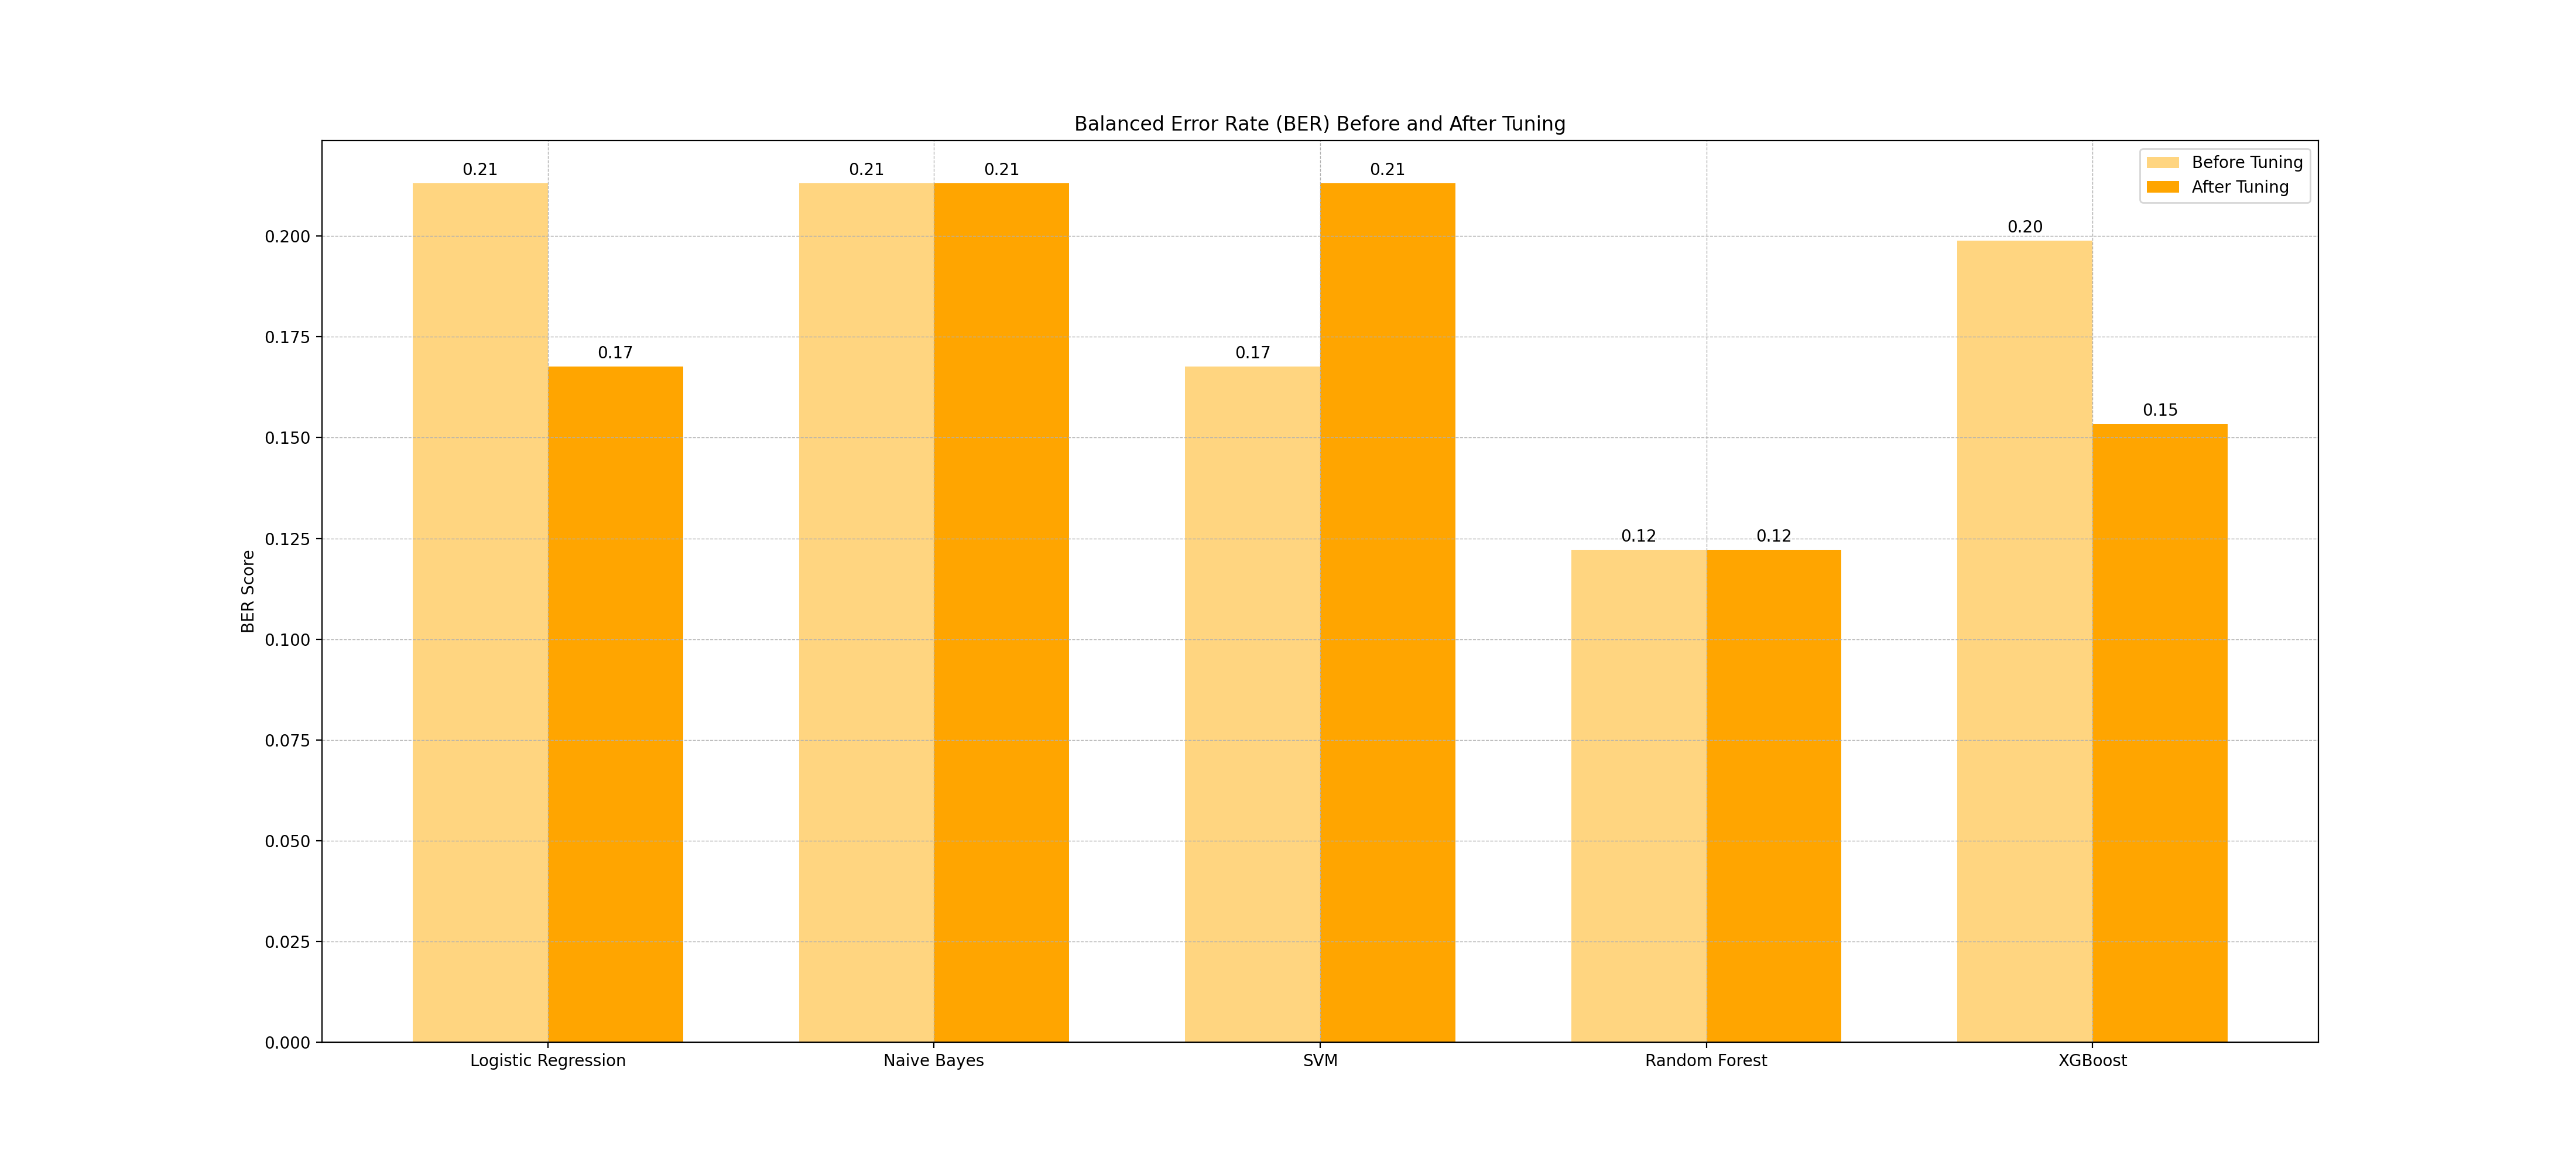 Balanced Error Rate (BER) Before and After Tuning
Before Tuning
After Tuning
0.21
0.17
0.21
0.21
0.17
0.21
0.12
0.12
0.20
0.15
BER Score
0.200
0.175
0.150
0.125
0.100
0.075
0.050
0.025
0.000
Logistic Regression
Naive Bayes
SVM
Random Forest
XGBoost